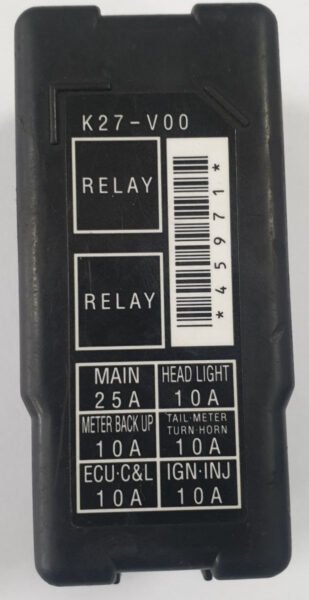 K27-V00
RELAY
*45971*
RELAY
MAIN
25A
HEAD LIGHT
10A
METER BACK UP
10A
TAIL·METER
TURN·HORN
10A
ECU·C&L
10A
IGN·INJ
10A